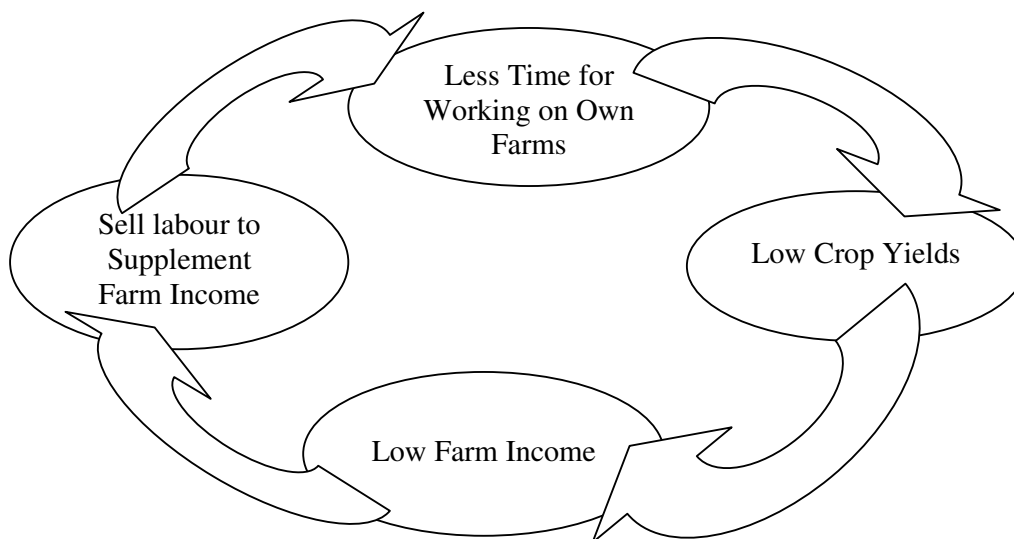 Less Time for
Working on Own
Farms
Sell labour to
Supplement
Farm Income
Low Crop Yields
Low Farm Income